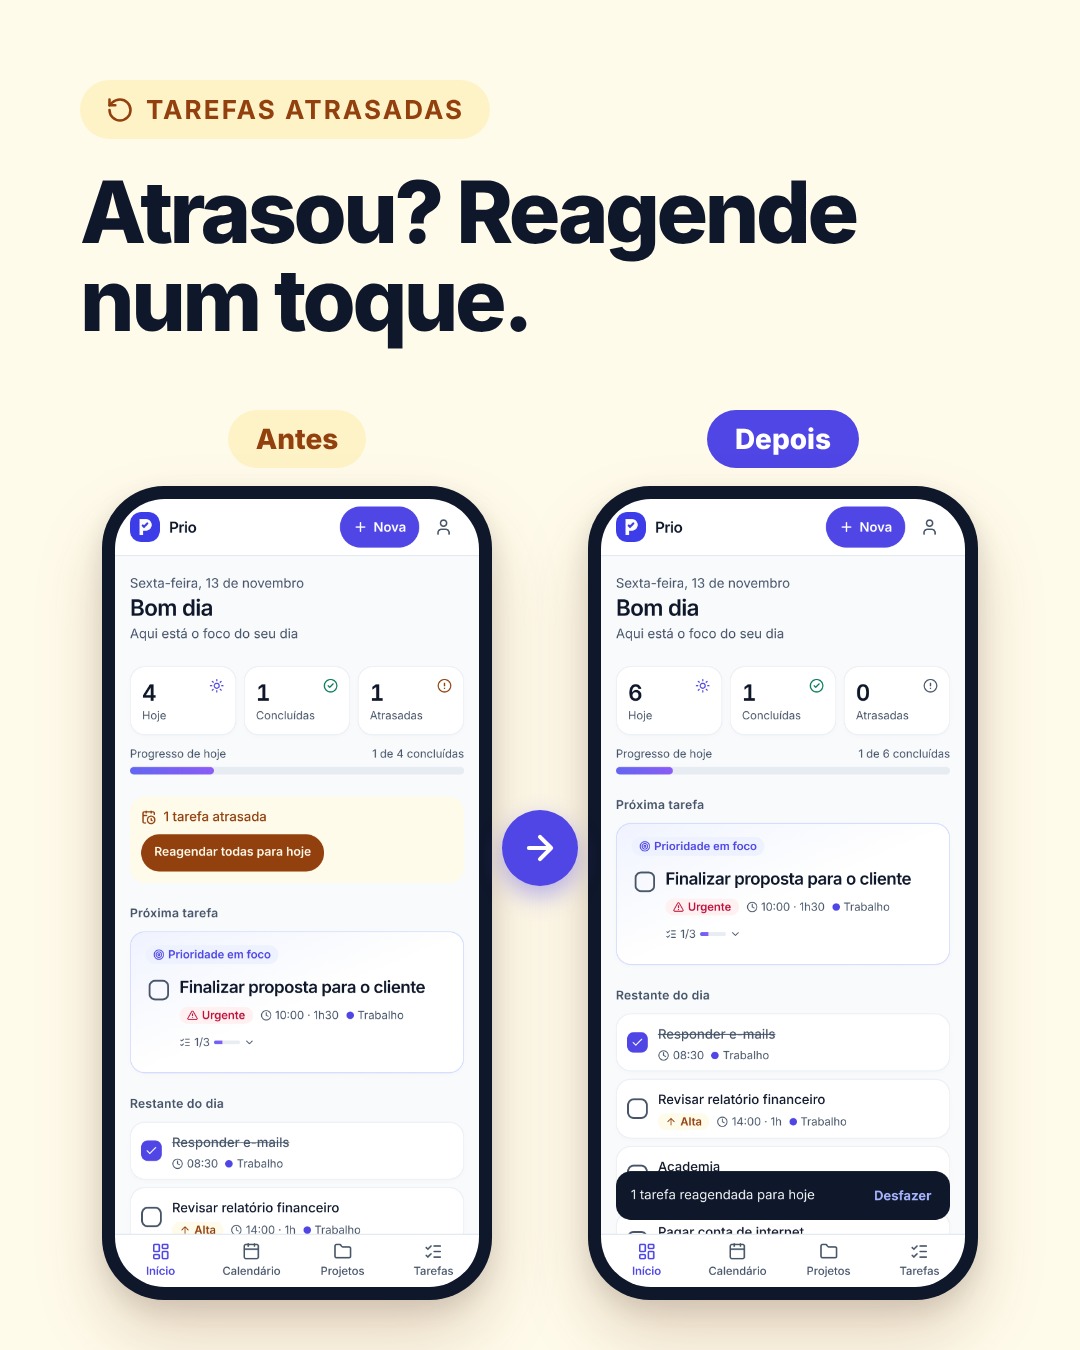 TAREFAS ATRASADAS
Atrasou? Reagende
num toque.
Antes
Prio
+ Nova
Sexta-feira, 13 de novembro
Bom dia
Aqui está o foco do seu dia
4
Hoje
1
Concluídas
1
Atrasadas
Progresso de hoje
1 de 4 concluídas
1 tarefa atrasada
Reagendar todas para hoje
Próxima tarefa
Prioridade em foco
Finalizar proposta para o cliente
Urgente 10:00 · 1h30 Trabalho
1/3
Restante do dia
Responder e-mails
08:30 Trabalho
Revisar relatório financeiro
Alta 14:00 · 1h Trabalho
Início Calendário Projetos Tarefas
Depois
Prio
+ Nova
Sexta-feira, 13 de novembro
Bom dia
Aqui está o foco do seu dia
6
Hoje
1
Concluídas
0
Atrasadas
Progresso de hoje
1 de 6 concluídas
Próxima tarefa
Prioridade em foco
Finalizar proposta para o cliente
Urgente 10:00 · 1h30 Trabalho
1/3
Restante do dia
Responder e-mails
08:30 Trabalho
Revisar relatório financeiro
Alta 14:00 · 1h Trabalho
Academia
1 tarefa reagendada para hoje
Desfazer
Pagar conta de internet
Início Calendário Projetos Tarefas